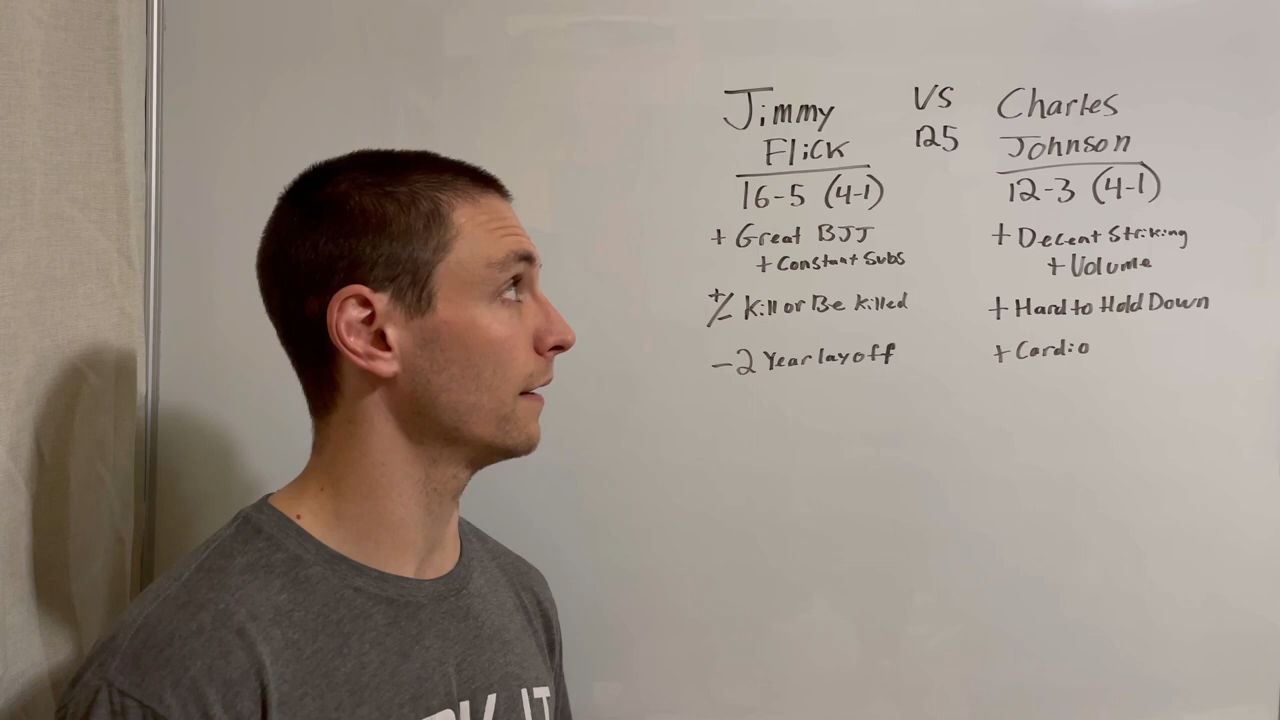 Jimmy
Flick
16-5 (4-1)
+ Great BJJ
+ Constant Subs
+/- Kill or Be killed
- 2 Year layoff
VS
125
Charles
Johnson
12-3 (4-1)
+ Decent Striking
+ Volume
+ Hard to Hold Down
+ Cardio
IT